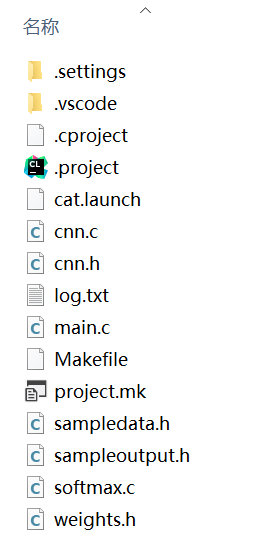 名称
.settings
.vscode
.cproject
CL
.project
cat.launch
C
cnn.c
C
cnn.h
log.txt
C
main.c
Makefile
project.mk
C
sampledata.h
C
sampleoutput.h
C
softmax.c
C
weights.h